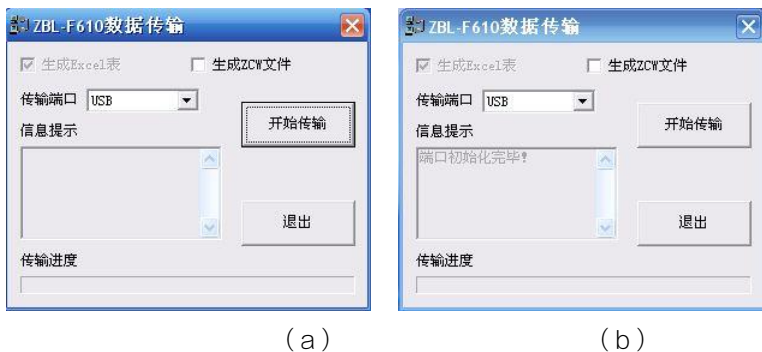 ZBL-F610数据传输
生成Excel表 生成ZCW文件
传输端口 USB
开始传输
信息提示
退出
传输进度
(a)
ZBL-F610数据传输
生成Excel表 生成ZCW文件
传输端口 USB
开始传输
信息提示
端口初始化完毕!
退出
传输进度
(b)